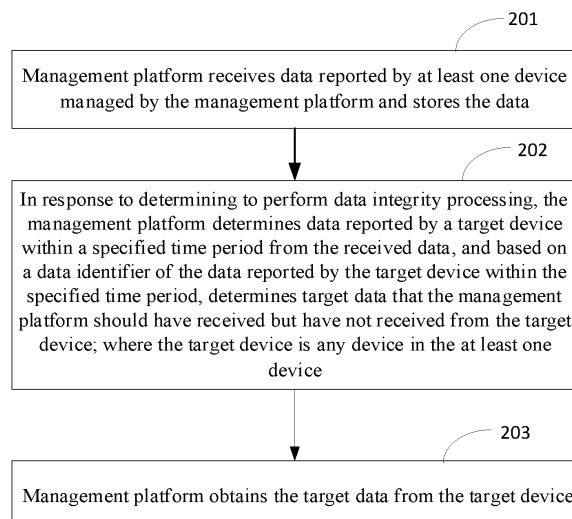 201
Management platform receives data reported by at least one device
managed by the management platform and stores the data
202
In response to determining to perform data integrity processing, the
management platform determines data reported by a target device
within a specified time period from the received data, and based on
a data identifier of the data reported by the target device within the
specified time period, determines target data that the management
platform should have received but have not received from the target
device; where the target device is any device in the at least one
device
203
Management platform obtains the target data from the target device